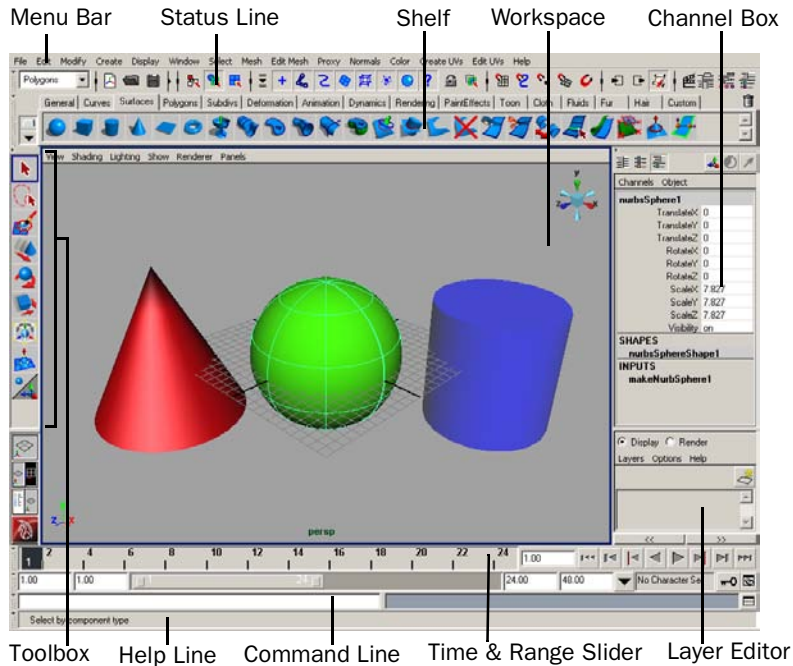 Menu Bar Status Line Shelf Workspace Channel Box
File Edit Modify Create Display Window Select Mesh Edit Mesh Proxy Normals Color Create UVs Edit UVs Help
Polygons
General Curves Surfaces Polygons Subdivs Deformation Animation Dynamics Rendering PaintEffects Toon Cloth Fluids Fur Hair Custom
View Shading Lighting Show Renderer Panels
Channels Object
nurbsSphere1
TranslateX 0
TranslateY 0
TranslateZ 0
RotateX 0
RotateY 0
RotateZ 0
ScaleX 7.827
ScaleY 7.827
ScaleZ 7.827
Visibility on
SHAPES
nurbsSphereShape1
INPUTS
makeNurbSphere1
Display Render
Layers Options Help
y
z x
z x
persp
<< >>
1 2 4 6 8 10 12 14 16 18 20 22 24 1.00
1.00 1.00 1 24 24.00 48.00 No Character Se
Select by component type
Toolbox Help Line Command Line Time & Range Slider Layer Editor